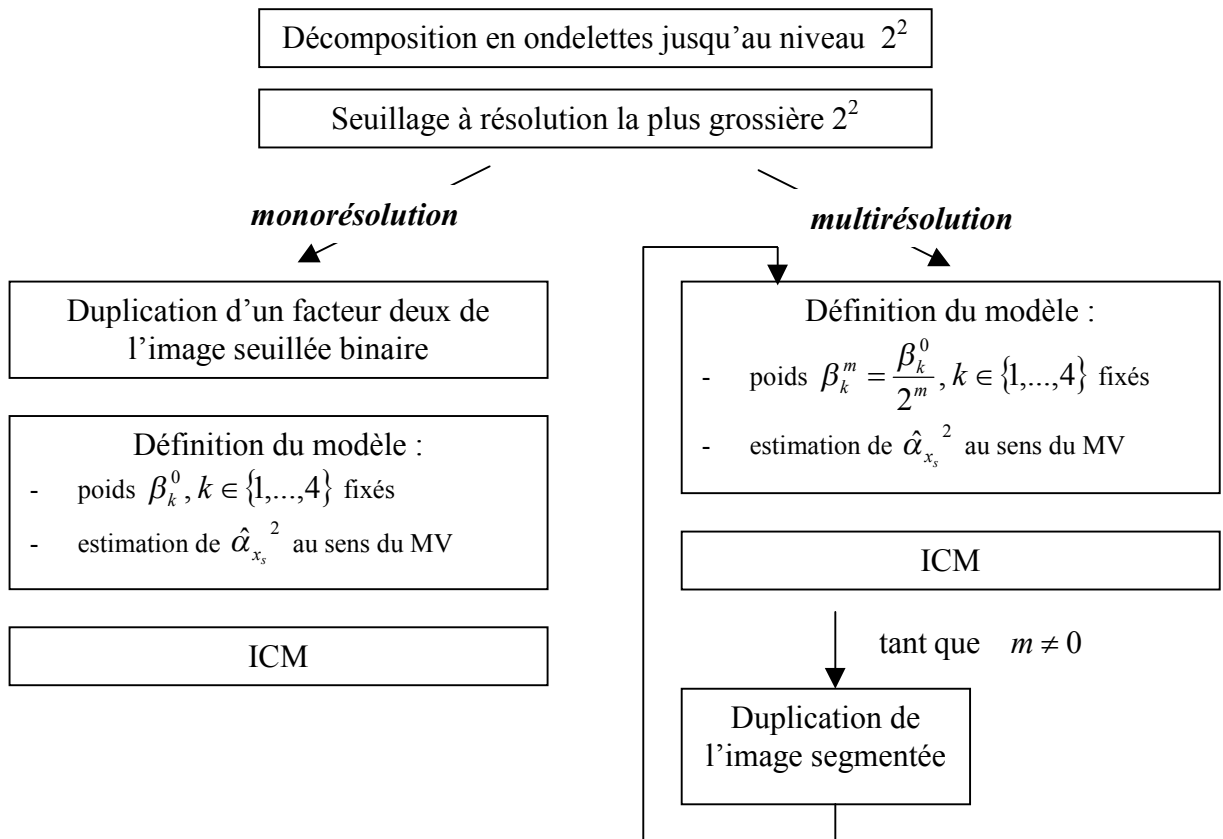 Décomposition en ondelettes jusqu’au niveau 2²
Seuillage à résolution la plus grossière 2²
monorésolution
Duplication d’un facteur deux de
l’image seuillée binaire
Définition du modèle :
- poids β_k^0, k ∈ {1,...,4} fixés
- estimation de α̂_{x_s}^2 au sens du MV
ICM
multirésolution
Définition du modèle :
- poids β_k^m = β_k^0 / 2^m, k ∈ {1,...,4} fixés
- estimation de α̂_{x_s}^2 au sens du MV
ICM
tant que m ≠ 0
Duplication de
l’image segmentée